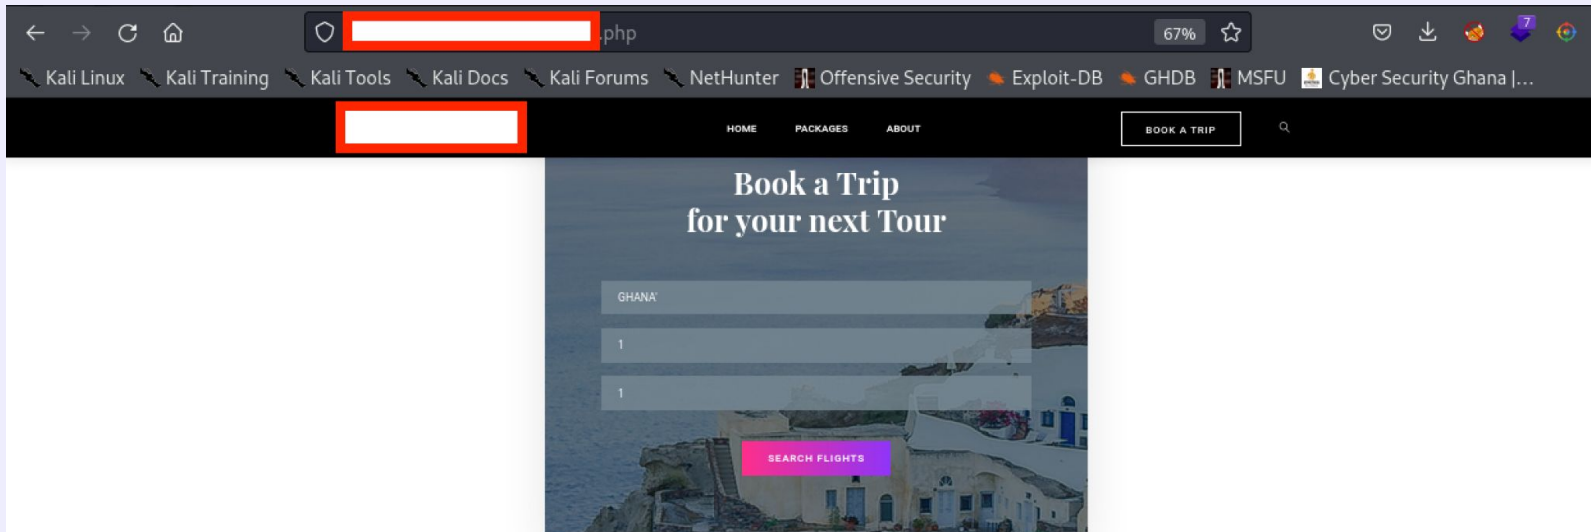 .php 67% 7
Kali Linux Kali Training Kali Tools Kali Docs Kali Forums NetHunter Offensive Security Exploit-DB GHDB MSFU Cyber Security Ghana |...
HOME PACKAGES ABOUT BOOK A TRIP
Book a Trip
for your next Tour
GHANA'
1
1
SEARCH FLIGHTS